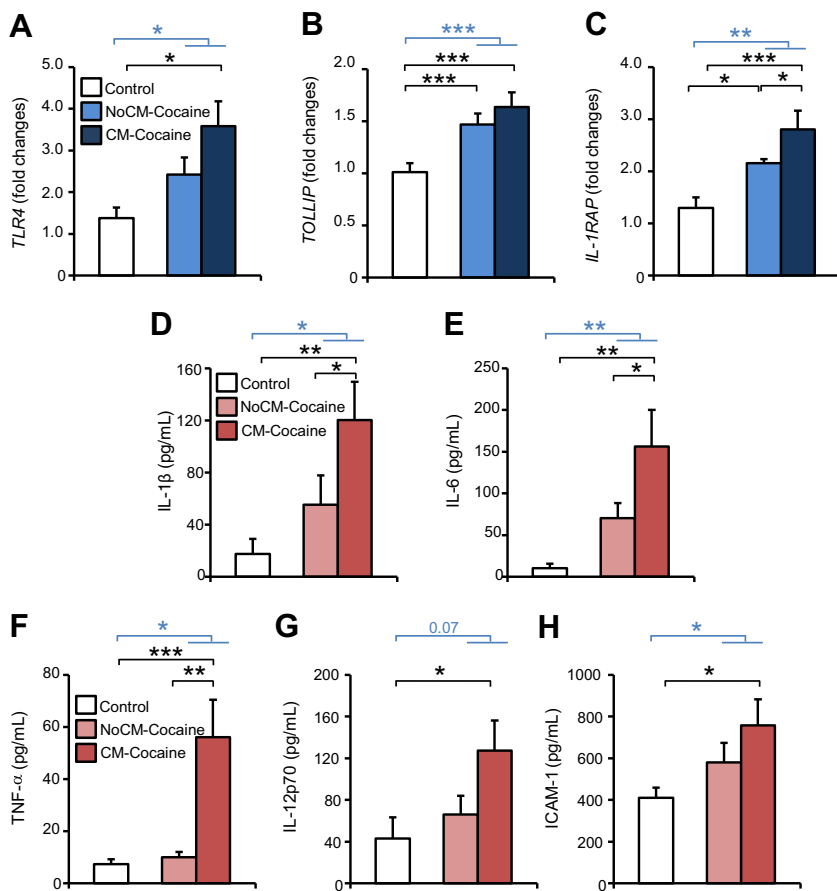 A
*
*
TLR4 (fold changes)
5.0
4.0
3.0
2.0
1.0
0
Control
NoCM-Cocaine
CM-Cocaine
B
***
***
***
TOLLIP (fold changes)
2.0
1.5
1.0
0.5
0
C
**
***
*
*
IL-1RAP (fold changes)
4.0
3.0
2.0
1.0
0
D
*
**
*
IL-1β (pg/mL)
160
120
80
40
0
Control
NoCM-Cocaine
CM-Cocaine
E
**
**
*
IL-6 (pg/mL)
250
200
150
100
50
0
F
*
***
**
TNF-α (pg/mL)
80
60
40
20
0
Control
NoCM-Cocaine
CM-Cocaine
G
0.07
*
IL-12p70 (pg/mL)
200
160
120
80
40
0
H
*
*
ICAM-1 (pg/mL)
1000
800
600
400
200
0